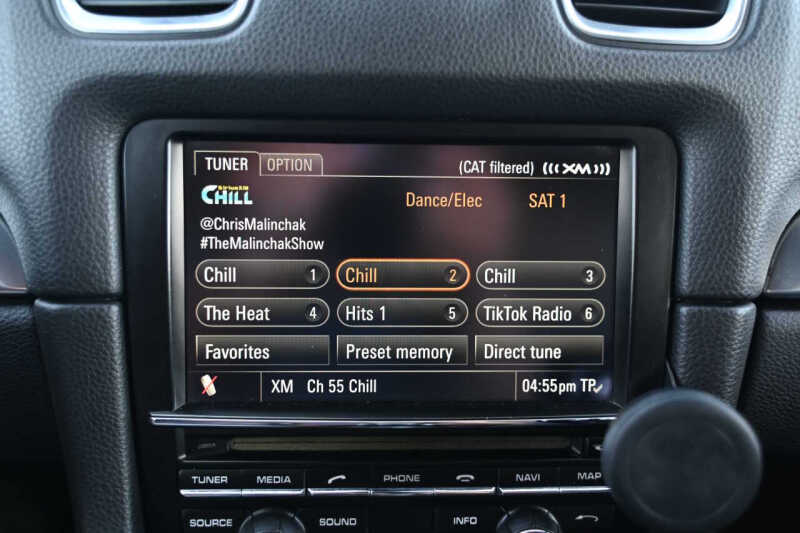 TUNER OPTION (CAT filtered) (((XM)))
SiriusXM
CHILL Dance/Elec SAT 1
@ChrisMalinchak
#TheMalinchakShow
Chill 1 Chill 2 Chill 3
The Heat 4 Hits 1 5 TikTok Radio 6
Favorites Preset memory Direct tune
XM Ch 55 Chill 04:55pm TP
TUNER MEDIA PHONE NAVI MAP
SOURCE SOUND INFO